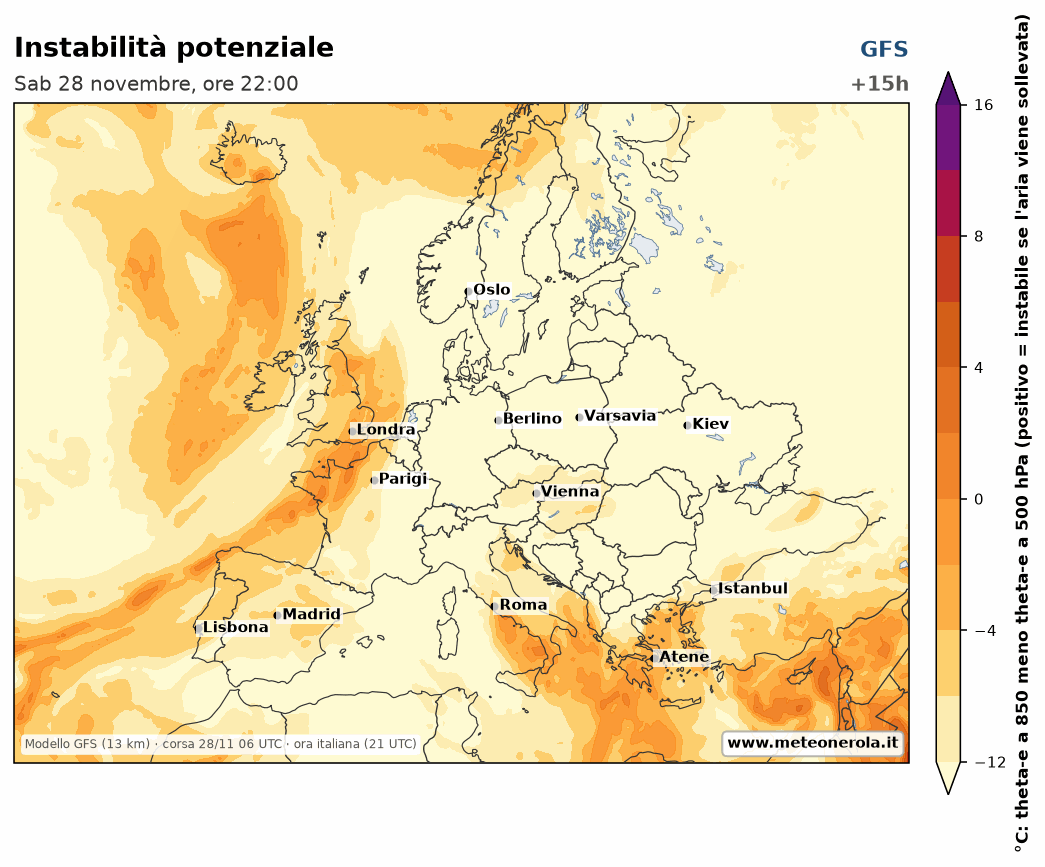 Instabilità potenziale
GFS
Sab 28 novembre, ore 22:00
+15h
Oslo
Berlino
Varsavia
Kiev
Londra
Parigi
Vienna
Istanbul
Roma
Madrid
Lisbona
Atene
Modello GFS (13 km) · corsa 28/11 06 UTC · ora italiana (21 UTC)
www.meteonerola.it
16
8
4
0
−4
−12
°C: theta-e a 850 meno theta-e a 500 hPa (positivo = instabile se l'aria viene sollevata)